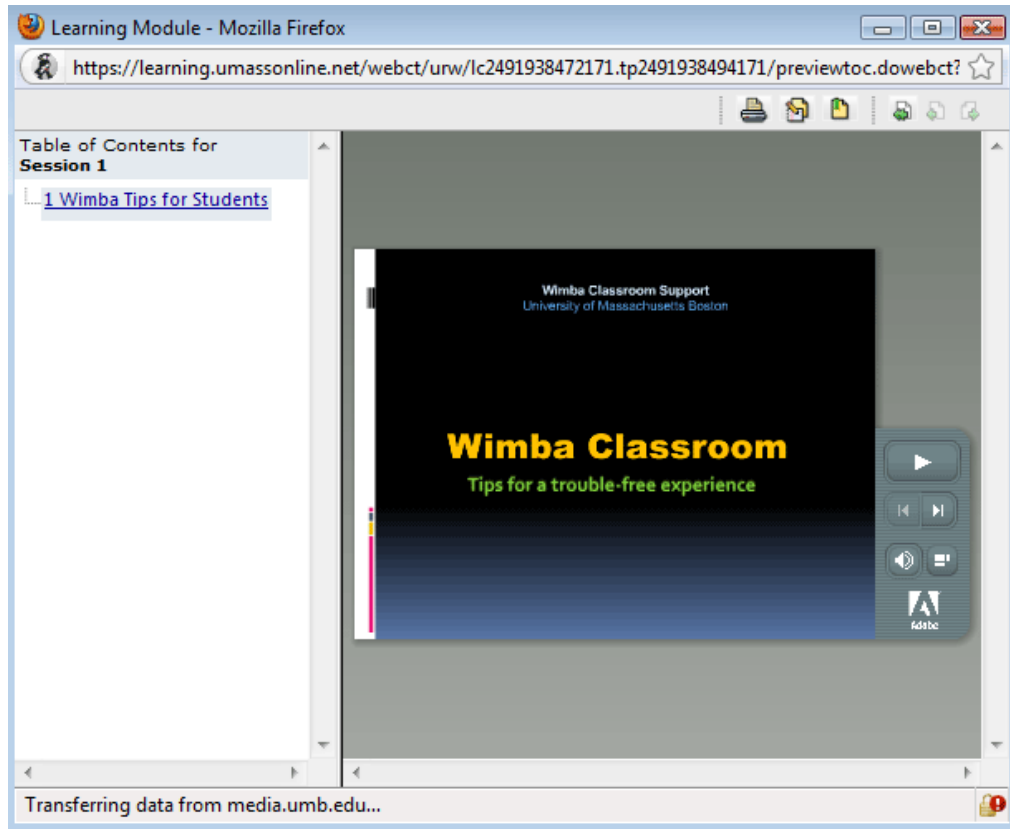 Learning Module - Mozilla Firefox
https://learning.umassonline.net/webct/urw/lc2491938472171.tp2491938494171/previewtoc.dowebct?
Table of Contents for
Session 1
1 Wimba Tips for Students
Wimba Classroom Support
University of Massachusetts Boston
Wimba Classroom
Tips for a trouble-free experience
Adobe
Transferring data from media.umb.edu...